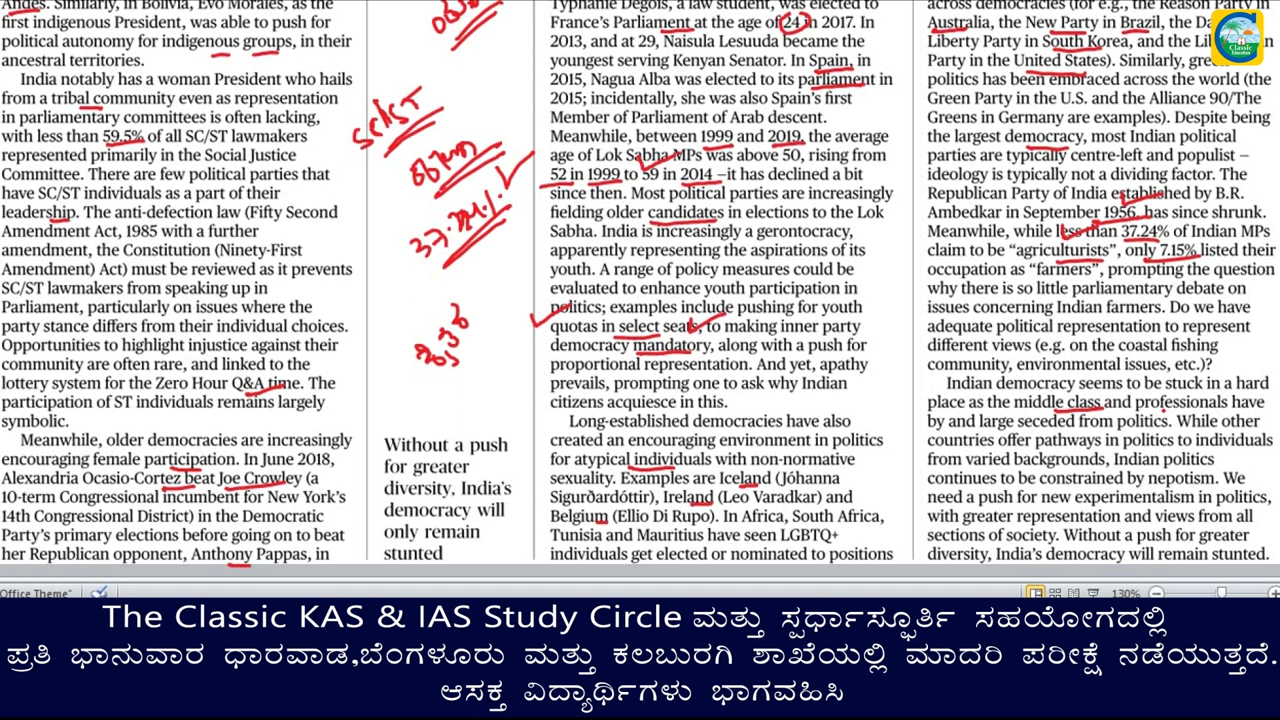 Andes. Similarly, in Bolivia, Evo Morales, as the
first indigenous President, was able to push for
political autonomy for indigenous groups, in their
ancestral territories.
India notably has a woman President who hails
from a tribal community even as representation
in parliamentary committees is often lacking,
with less than 59.5% of all SC/ST lawmakers
represented primarily in the Social Justice
Committee. There are few political parties that
have SC/ST individuals as a part of their
leadership. The anti-defection law (Fifty Second
Amendment Act, 1985 with a further
amendment, the Constitution (Ninety-First
Amendment) Act) must be reviewed as it prevents
SC/ST lawmakers from speaking up in
Parliament, particularly on issues where the
party stance differs from their individual choices.
Opportunities to highlight injustice against their
community are often rare, and linked to the
lottery system for the Zero Hour Q&A time. The
participation of ST individuals remains largely
symbolic.
Meanwhile, older democracies are increasingly
encouraging female participation. In June 2018,
Alexandria Ocasio-Cortez beat Joe Crowley (a
10-term Congressional incumbent for New York's
14th Congressional District) in the Democratic
Party's primary elections before going on to beat
her Republican opponent, Anthony Pappas, in
SC/ST
Without a push
for greater
diversity, India's
democracy will
only remain
stunted
Typhanie Degois, a law student, was elected to
France's Parliament at the age of 24 in 2017. In
2013, and at 29, Naisula Lesuuda became the
youngest serving Kenyan Senator. In Spain, in
2015, Nagua Alba was elected to its parliament in
2015; incidentally, she was also Spain's first
Member of Parliament of Arab descent.
Meanwhile, between 1999 and 2019, the average
age of Lok Sabha MPs was above 50, rising from
52 in 1999 to 59 in 2014 —it has declined a bit
since then. Most political parties are increasingly
fielding older candidates in elections to the Lok
Sabha. India is increasingly a gerontocracy,
apparently representing the aspirations of its
youth. A range of policy measures could be
evaluated to enhance youth participation in
politics; examples include pushing for youth
quotas in select seats, to making inner party
democracy mandatory, along with a push for
proportional representation. And yet, apathy
prevails, prompting one to ask why Indian
citizens acquiesce in this.
Long-established democracies have also
created an encouraging environment in politics
for atypical individuals with non-normative
sexuality. Examples are Iceland (Jóhanna
Sigurðardóttir), Ireland (Leo Varadkar) and
Belgium (Ellio Di Rupo). In Africa, South Africa,
Tunisia and Mauritius have seen LGBTQ+
individuals get elected or nominated to positions
across democracies (for e.g., the Reason Party in
Australia, the New Party in Brazil, the
Liberty Party in South Korea, and the
Party in the United States). Similarly, green
politics has been embraced across the world (the
Green Party in the U.S. and the Alliance 90/The
Greens in Germany are examples). Despite being
the largest democracy, most Indian political
parties are typically centre-left and populist –
ideology is typically not a dividing factor. The
Republican Party of India established by B.R.
Ambedkar in September 1956, has since shrunk.
Meanwhile, while less than 37.24% of Indian MPs
claim to be “agriculturists”, only 7.15% listed their
occupation as “farmers”, prompting the question
why there is so little parliamentary debate on
issues concerning Indian farmers. Do we have
adequate political representation to represent
different views (e.g. on the coastal fishing
community, environmental issues, etc.)?
Indian democracy seems to be stuck in a hard
place as the middle class and professionals have
by and large seceded from politics. While other
countries offer pathways in politics to individuals
from varied backgrounds, Indian politics
continues to be constrained by nepotism. We
need a push for new experimentalism in politics,
with greater representation and views from all
sections of society. Without a push for greater
diversity, India's democracy will remain stunted.
Classic
Education
Office Theme"
130%
The Classic KAS & IAS Study Circle ಮತ್ತು ಸ್ಪರ್ಧಾಸ್ಫೂರ್ತಿ ಸಹಯೋಗದಲ್ಲಿ
ಪ್ರತಿ ಭಾನುವಾರ ಧಾರವಾಡ,ಬೆಂಗಳೂರು ಮತ್ತು ಕಲಬುರಗಿ ಶಾಖೆಯಲ್ಲಿ ಮಾದರಿ ಪರೀಕ್ಷೆ ನಡೆಯುತ್ತದೆ.
ಆಸಕ್ತ ವಿದ್ಯಾರ್ಥಿಗಳು ಭಾಗವಹಿಸಿ